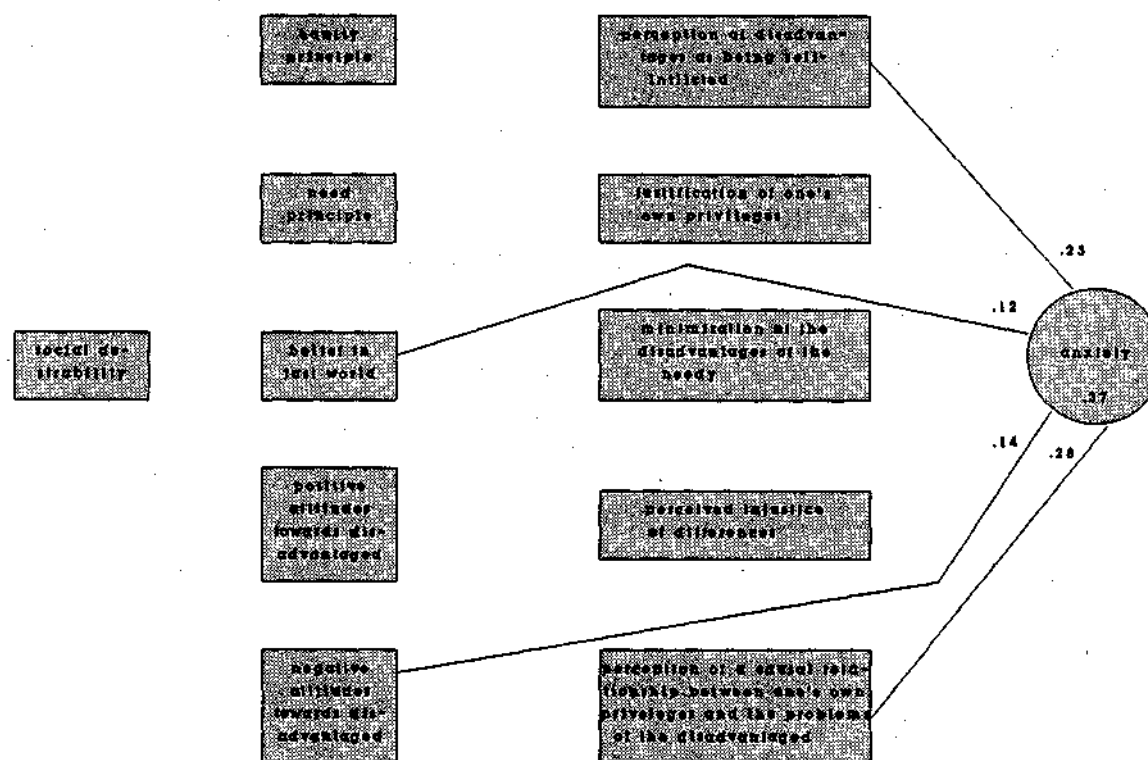 equity
principle
perception of disadvan-
tages as being self-
inflicted
need
principle
justification of one's
own privileges
.23
.12
social de-
sirability
belief in
just world
minimization of the
disadvantages of the
needy
anxiety
.37
.14
.28
positive
attitudes
towards dis-
advantaged
perceived injustice
of differences
negative
attitudes
towards dis-
advantaged
perception of a causal rela-
tionship between one's own
privileges and the problems
of the disadvantaged